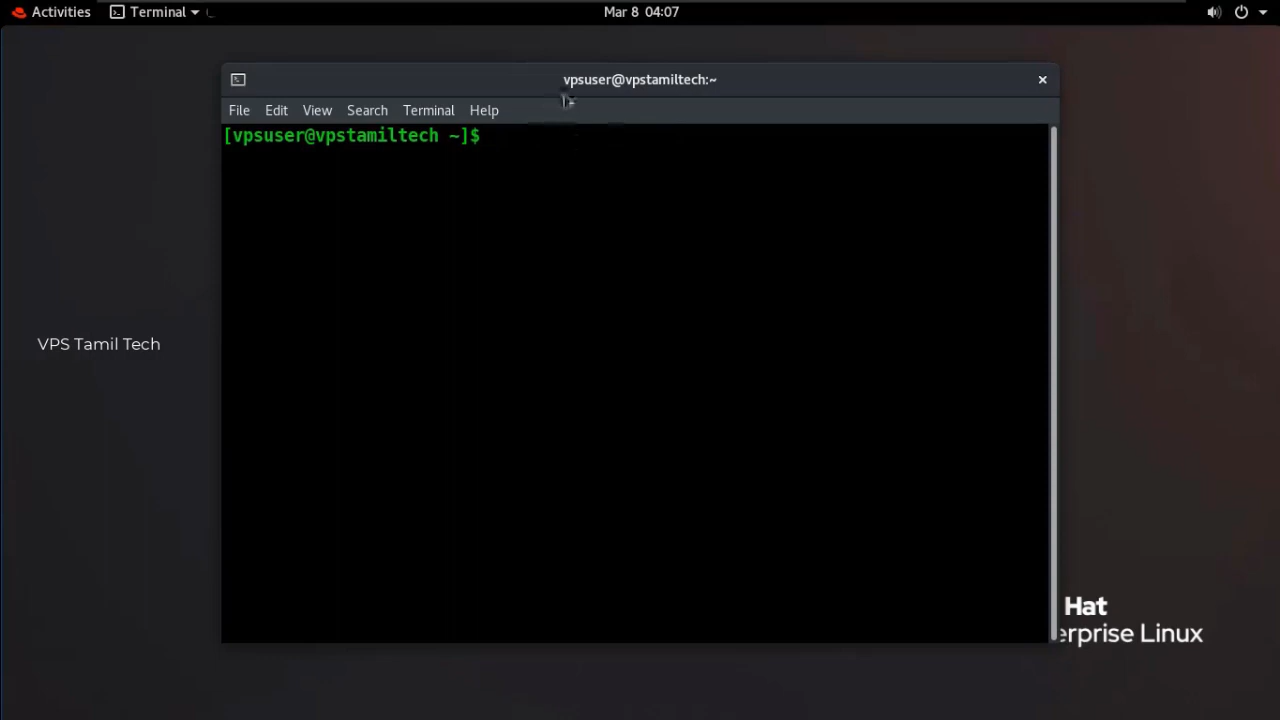 Activities Terminal Mar 8 04:07
vpsuser@vpstamiltech:~
File Edit View Search Terminal Help
[vpsuser@vpstamiltech ~]$
VPS Tamil Tech
Hat
erprise Linux